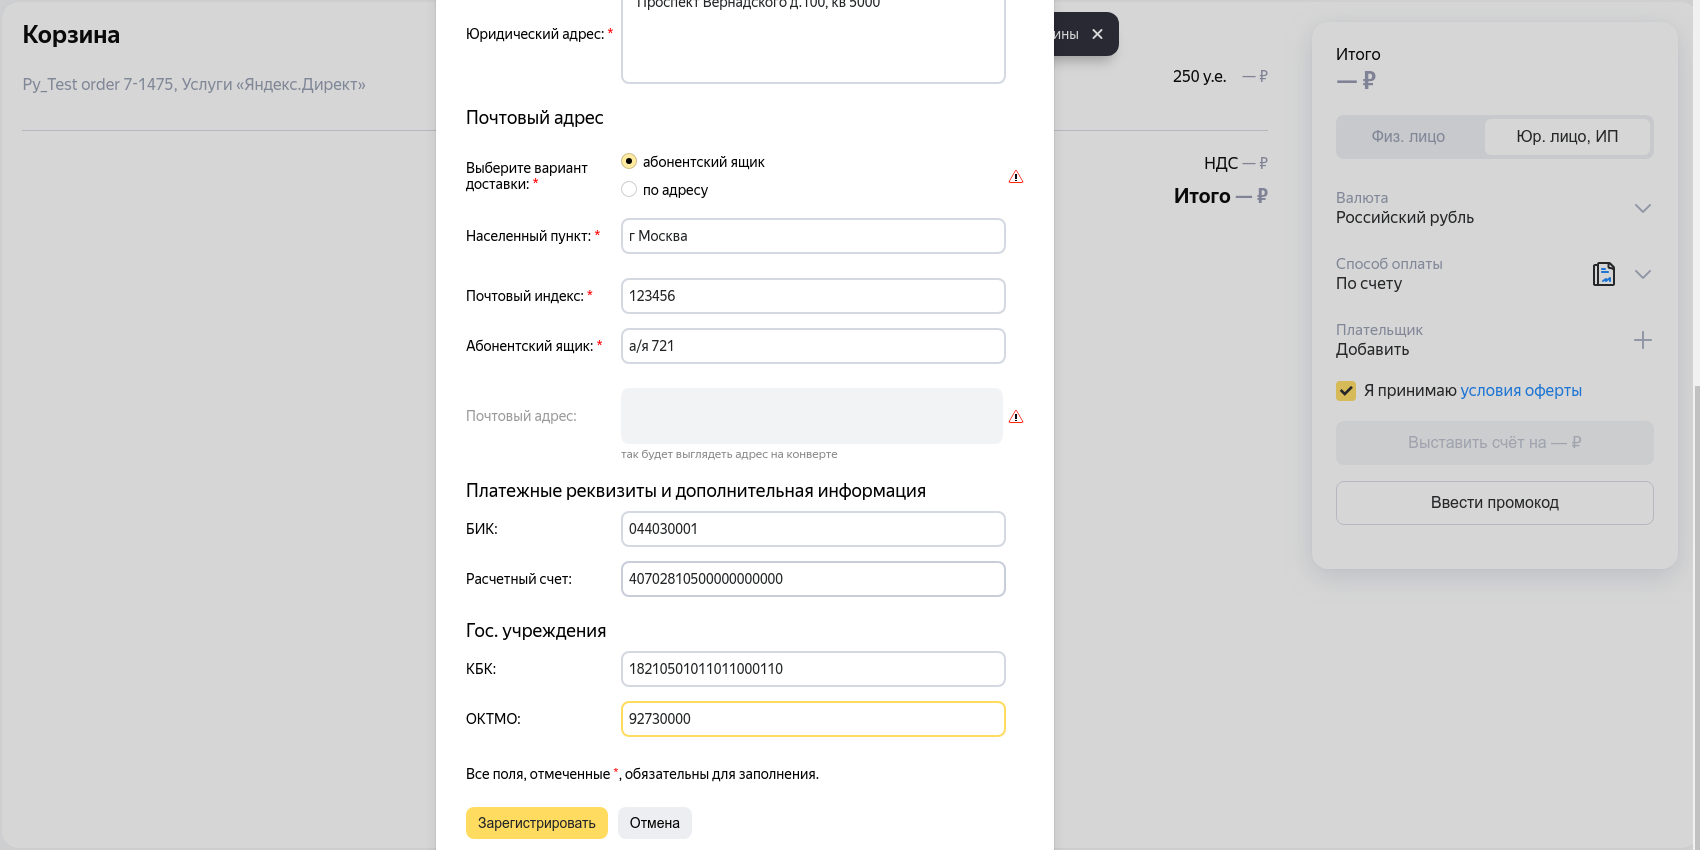 Корзина
Py_Test order 7-1475, Услуги «Яндекс.Директ»
Проспект Вернадского д.100, кв 5000
Юридический адрес: *
Почтовый адрес
Выберите вариант
доставки: *
абонентский ящик
по адресу
Населенный пункт: *
г Москва
Почтовый индекс: *
123456
Абонентский ящик: *
а/я 721
Почтовый адрес:
так будет выглядеть адрес на конверте
Платежные реквизиты и дополнительная информация
БИК:
044030001
Расчетный счет:
40702810500000000000
Гос. учреждения
КБК:
18210501011011000110
ОКТМО:
92730000
Все поля, отмеченные *, обязательны для заполнения.
Зарегистрировать
Отмена
ины
250 у.е. — ₽
НДС — ₽
Итого — ₽
Итого
— ₽
Физ. лицо
Юр. лицо, ИП
Валюта
Российский рубль
Способ оплаты
По счету
Плательщик
Добавить
Я принимаю условия оферты
Выставить счёт на — ₽
Ввести промокод